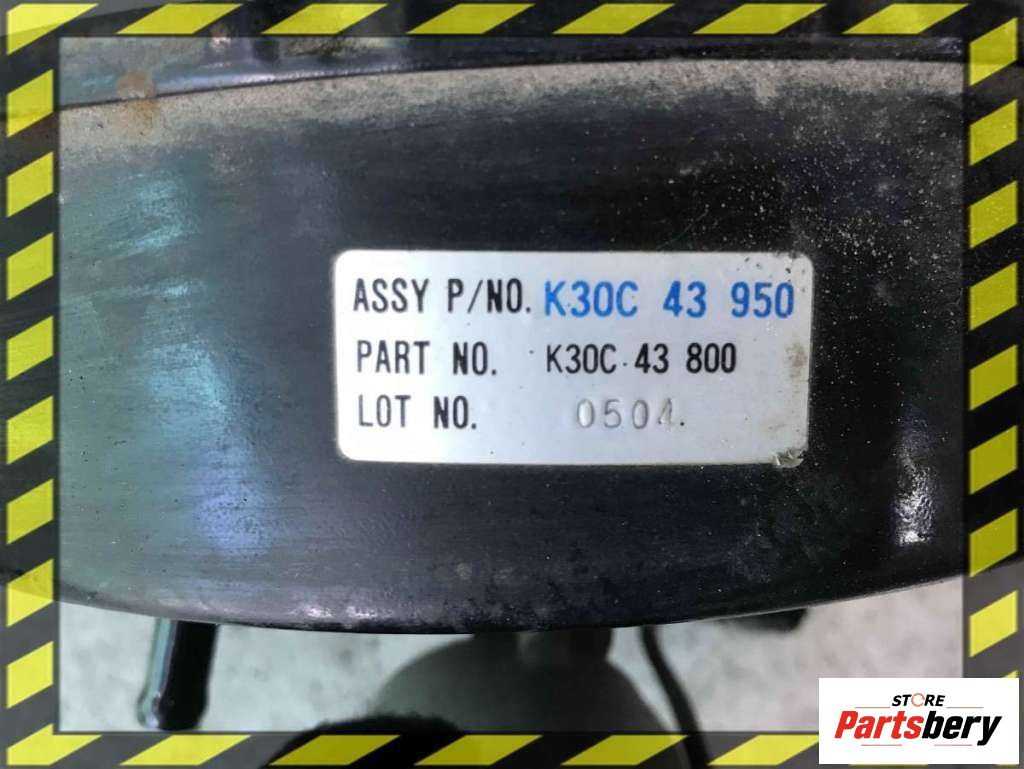 ASSY P/NO. K30C 43 950
PART NO. K30C 43 800
LOT NO. 0504.
STORE
Partsbery